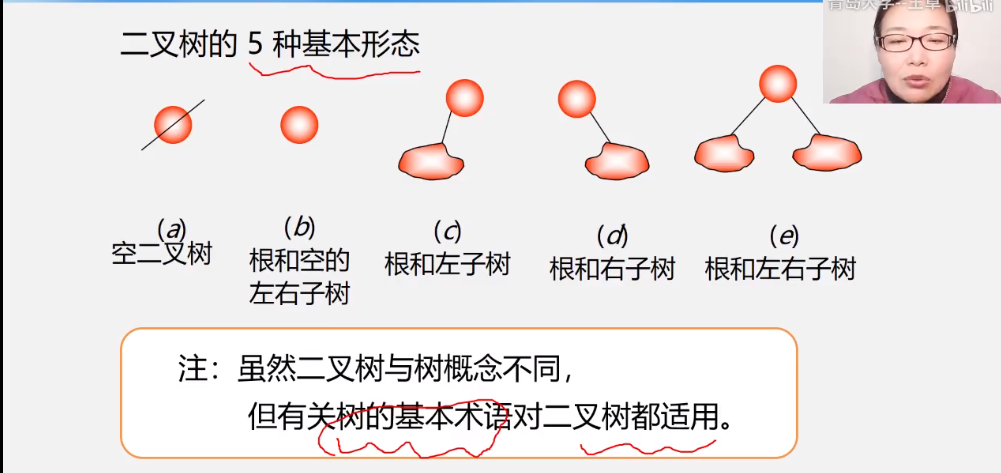 青岛大学--王卓 bilibili
二叉树的 5 种基本形态
(a)
空二叉树
(b)
根和空的
左右子树
(c)
根和左子树
(d)
根和右子树
(e)
根和左右子树
注：虽然二叉树与树概念不同，
但有关树的基本术语对二叉树都适用。